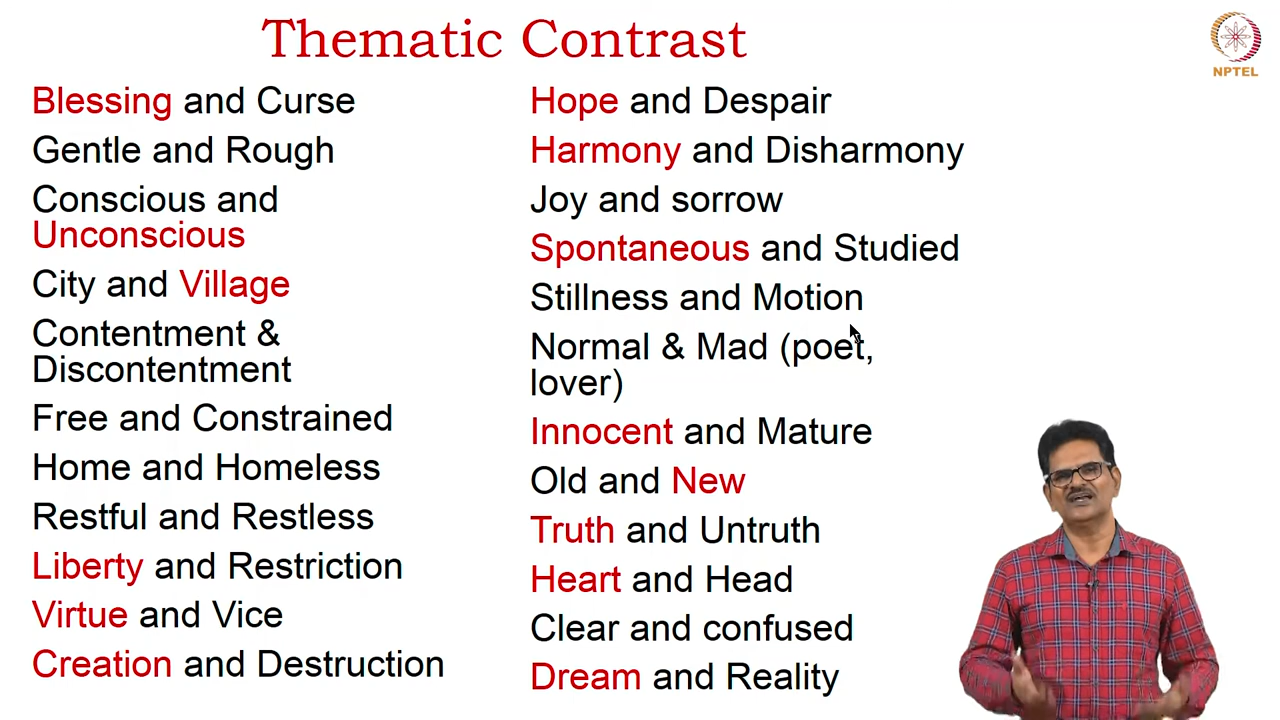 Thematic Contrast
NPTEL
Blessing and Curse
Gentle and Rough
Conscious and
Unconscious
City and Village
Contentment &
Discontentment
Free and Constrained
Home and Homeless
Restful and Restless
Liberty and Restriction
Virtue and Vice
Creation and Destruction
Hope and Despair
Harmony and Disharmony
Joy and sorrow
Spontaneous and Studied
Stillness and Motion
Normal & Mad (poet,
lover)
Innocent and Mature
Old and New
Truth and Untruth
Heart and Head
Clear and confused
Dream and Reality